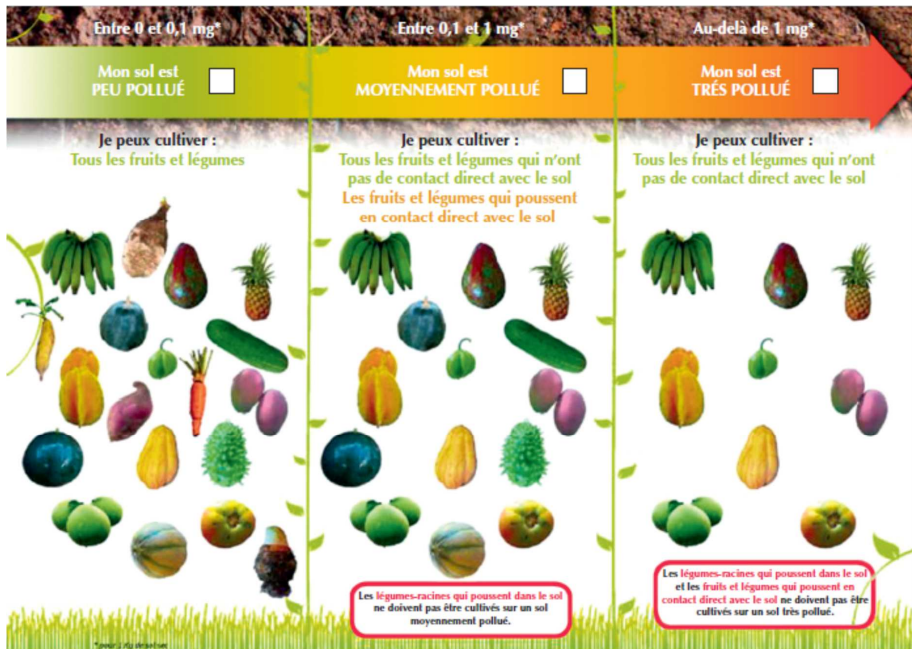 Entre 0 et 0,1 mg*
Mon sol est
PEU POLLUÉ
Je peux cultiver :
Tous les fruits et légumes
Entre 0,1 et 1 mg*
Mon sol est
MOYENNEMENT POLLUÉ
Je peux cultiver :
Tous les fruits et légumes qui n'ont
pas de contact direct avec le sol
Les fruits et légumes qui poussent
en contact direct avec le sol
Les légumes-racines qui poussent dans le sol
ne doivent pas être cultivés sur un sol
moyennement pollué.
Au-delà de 1 mg*
Mon sol est
TRÉS POLLUÉ
Je peux cultiver :
Tous les fruits et légumes qui n'ont
pas de contact direct avec le sol
Les légumes-racines qui poussent dans le sol
et les fruits et légumes qui poussent en
contact direct avec le sol ne doivent pas être
cultivés sur un sol très pollué.